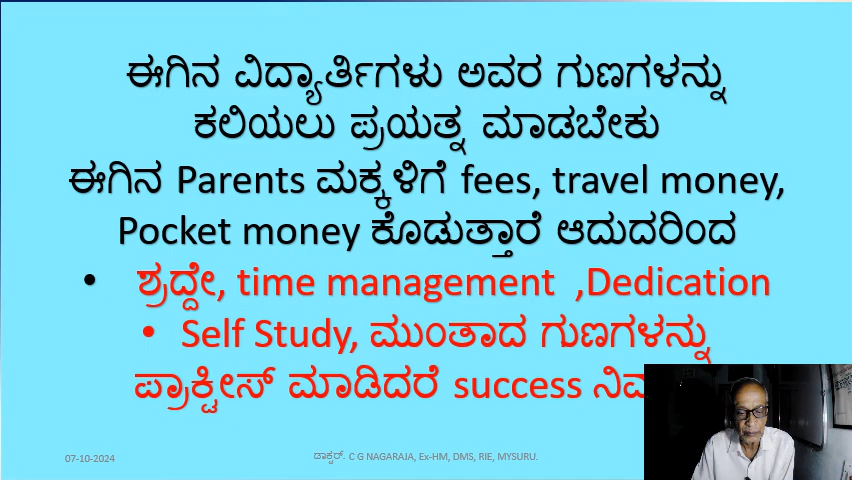 ಈಗಿನ ವಿದ್ಯಾರ್ತಿಗಳು ಅವರ ಗುಣಗಳನ್ನು
ಕಲಿಯಲು ಪ್ರಯತ್ನ ಮಾಡಬೇಕು
ಈಗಿನ Parents ಮಕ್ಕಳಿಗೆ fees, travel money,
Pocket money ಕೊಡುತ್ತಾರೆ ಆದುದರಿಂದ
• ಶ್ರದ್ದೇ, time management ,Dedication
• Self Study, ಮುಂತಾದ ಗುಣಗಳನ್ನು
ಪ್ರಾಕ್ಟೀಸ್ ಮಾಡಿದರೆ success
07-10-2024
ಡಾಕ್ಟರ್. C G NAGARAJA, Ex-HM, DMS, RIE, MYSURU.